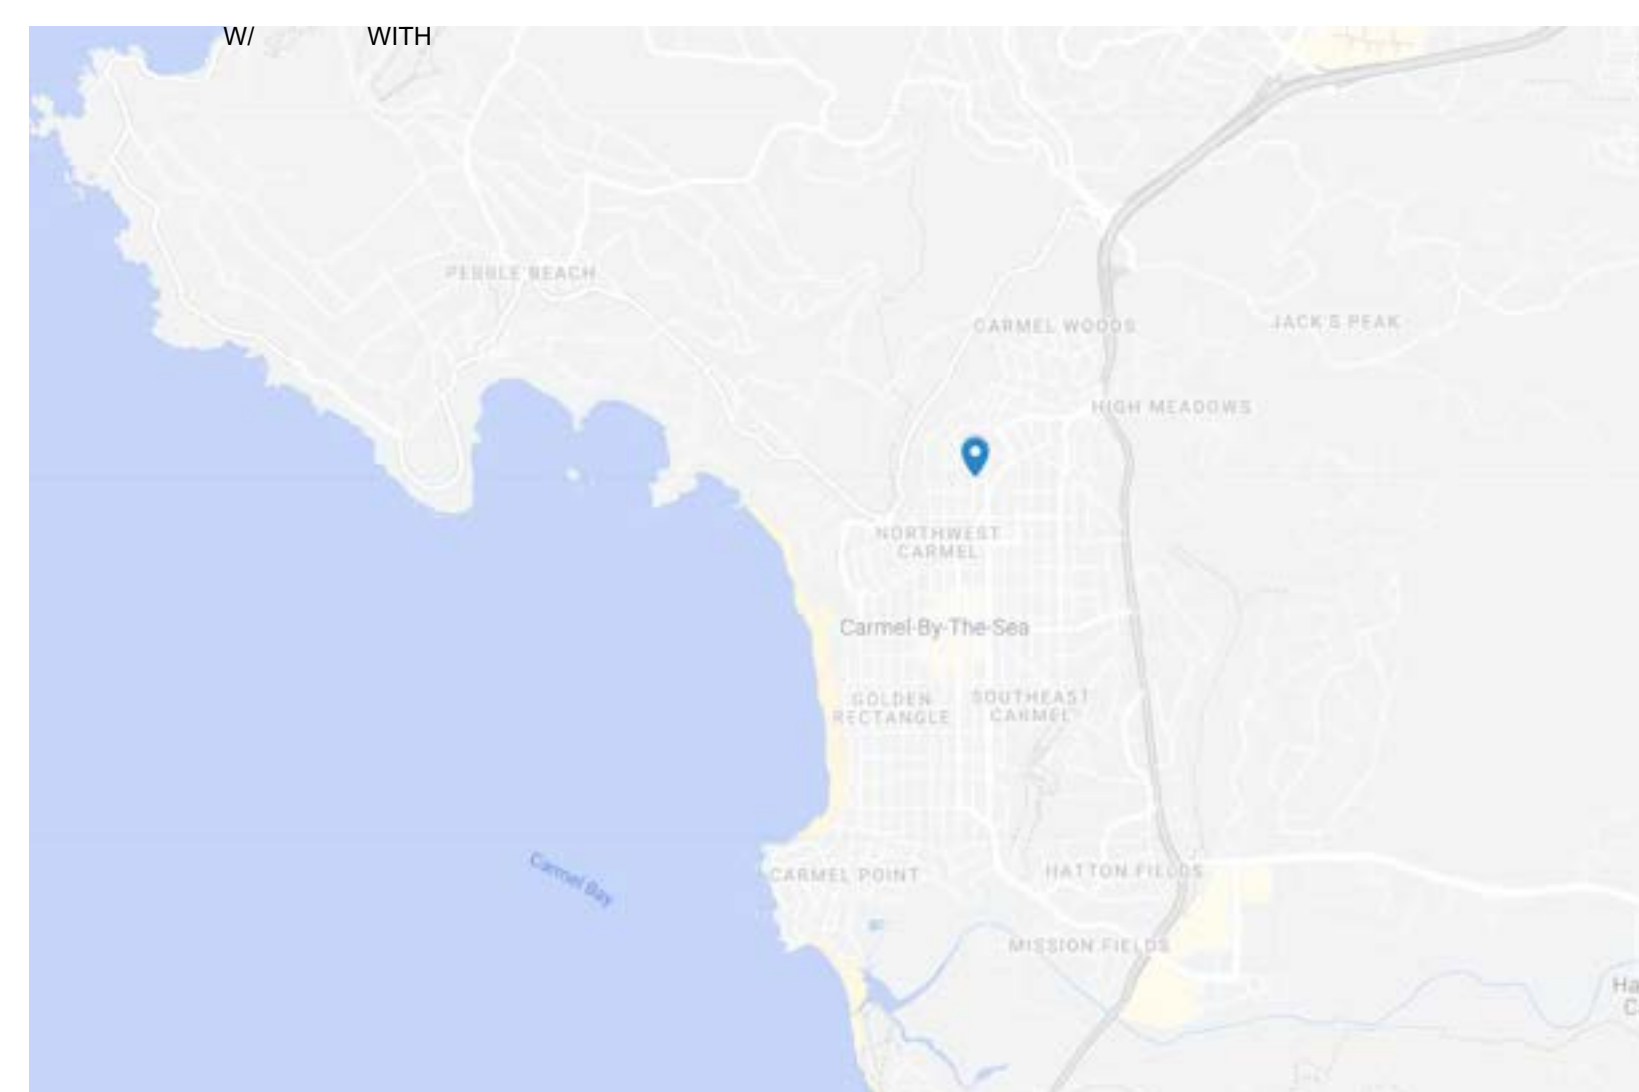 W/ WITH
PEBBLE BEACH
CARMEL WOODS
JACK'S PEAK
HIGH MEADOWS
NORTHWEST
CARMEL
Carmel-By-The-Sea
GOLDEN
RECTANGLE
SOUTHEAST
CARMEL
Carmel Bay
CARMEL POINT
HATTON FIELDS
MISSION FIELDS
Ha
C